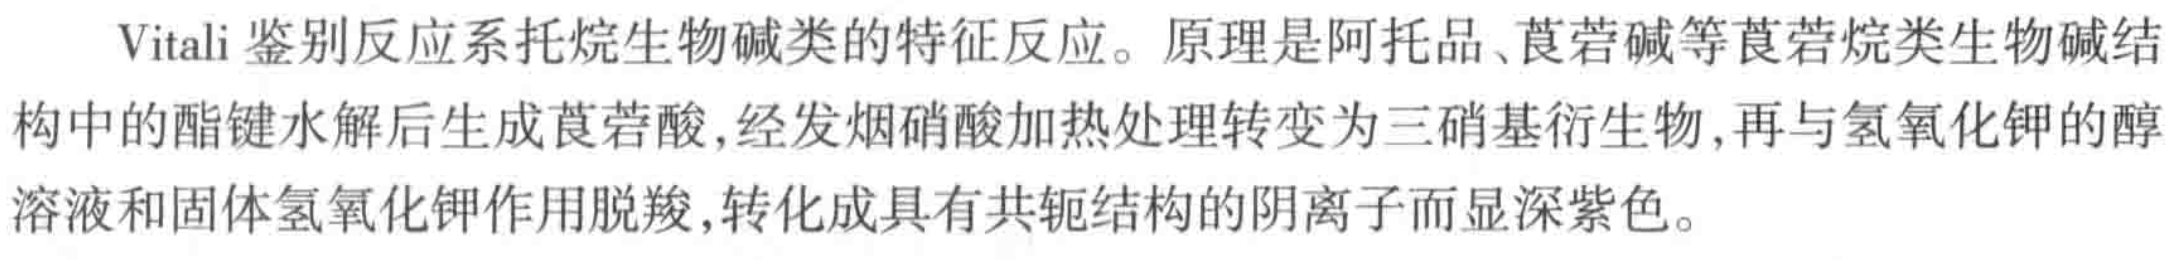 Vitali 鉴别反应系托烷生物碱类的特征反应。原理是阿托品、莨菪碱等莨菪烷类生物碱结
构中的酯键水解后生成莨菪酸,经发烟硝酸加热处理转变为三硝基衍生物,再与氢氧化钾的醇
溶液和固体氢氧化钾作用脱羧,转化成具有共轭结构的阴离子而显深紫色。